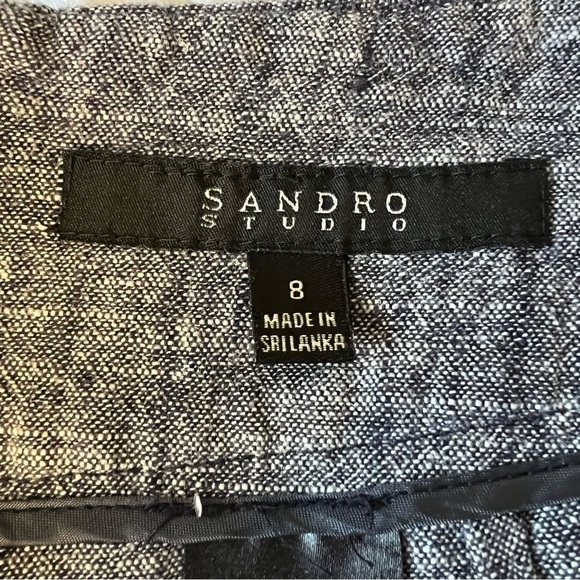 SANDRO
STUDIO
8
MADE IN
SRI LANKA